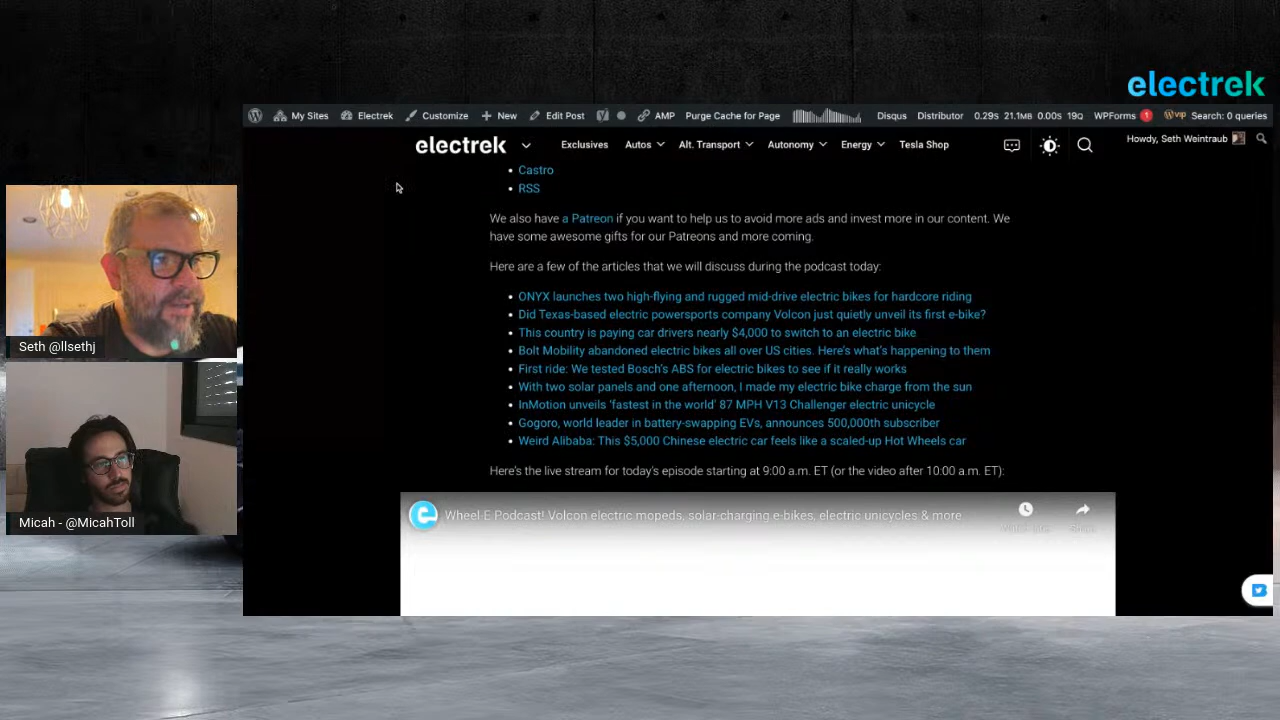 electrek
My Sites Electrek Customize New Edit Post AMP Purge Cache for Page Disqus Distributor 0.29s 21.1MB 0.00s 19Q WPForms 1 VIP Search: 0 queries
electrek Exclusives Autos Alt. Transport Autonomy Energy Tesla Shop Howdy, Seth Weintraub
• Castro
• RSS
We also have a Patreon if you want to help us to avoid more ads and invest more in our content. We
have some awesome gifts for our Patreons and more coming.
Here are a few of the articles that we will discuss during the podcast today:
• ONYX launches two high-flying and rugged mid-drive electric bikes for hardcore riding
• Did Texas-based electric powersports company Volcon just quietly unveil its first e-bike?
• This country is paying car drivers nearly $4,000 to switch to an electric bike
• Bolt Mobility abandoned electric bikes all over US cities. Here's what's happening to them
• First ride: We tested Bosch's ABS for electric bikes to see if it really works
• With two solar panels and one afternoon, I made my electric bike charge from the sun
• InMotion unveils 'fastest in the world' 87 MPH V13 Challenger electric unicycle
• Gogoro, world leader in battery-swapping EVs, announces 500,000th subscriber
• Weird Alibaba: This $5,000 Chinese electric car feels like a scaled-up Hot Wheels car
Here's the live stream for today's episode starting at 9:00 a.m. ET (or the video after 10:00 a.m. ET):
Wheel-E Podcast! Volcon electric mopeds, solar-charging e-bikes, electric unicycles & more...
Seth @llsethj
Micah - @MicahToll